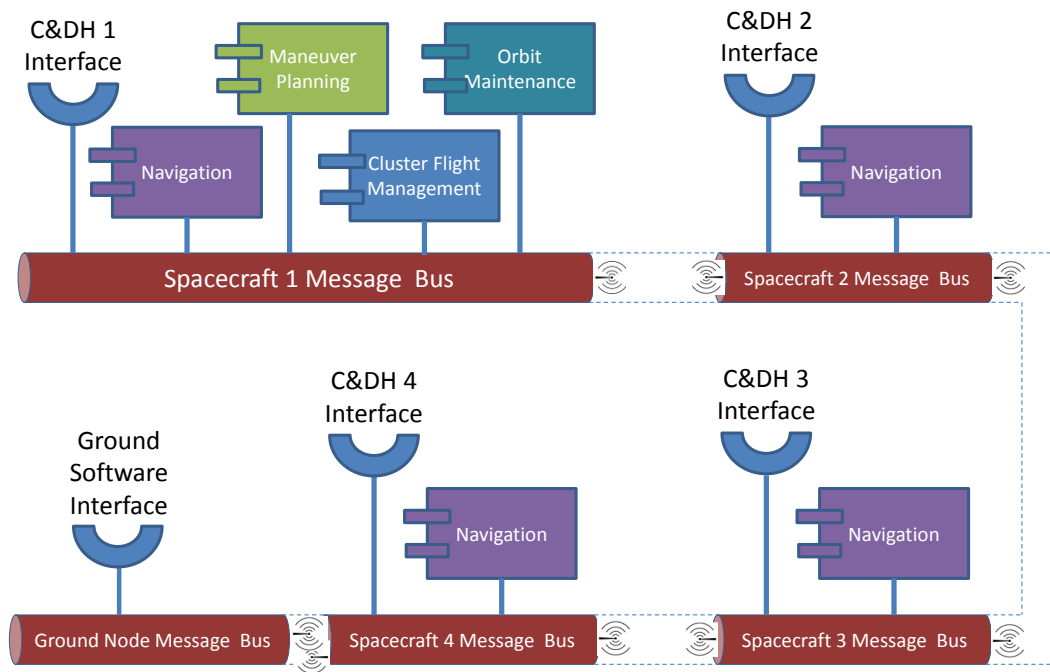 C&DH 1
Interface
Maneuver
Planning
Orbit
Maintenance
C&DH 2
Interface
Navigation
Cluster Flight
Management
Navigation
Spacecraft 1 Message Bus
Spacecraft 2 Message Bus
C&DH 4
Interface
C&DH 3
Interface
Ground
Software
Interface
Navigation
Navigation
Ground Node Message Bus
Spacecraft 4 Message Bus
Spacecraft 3 Message Bus